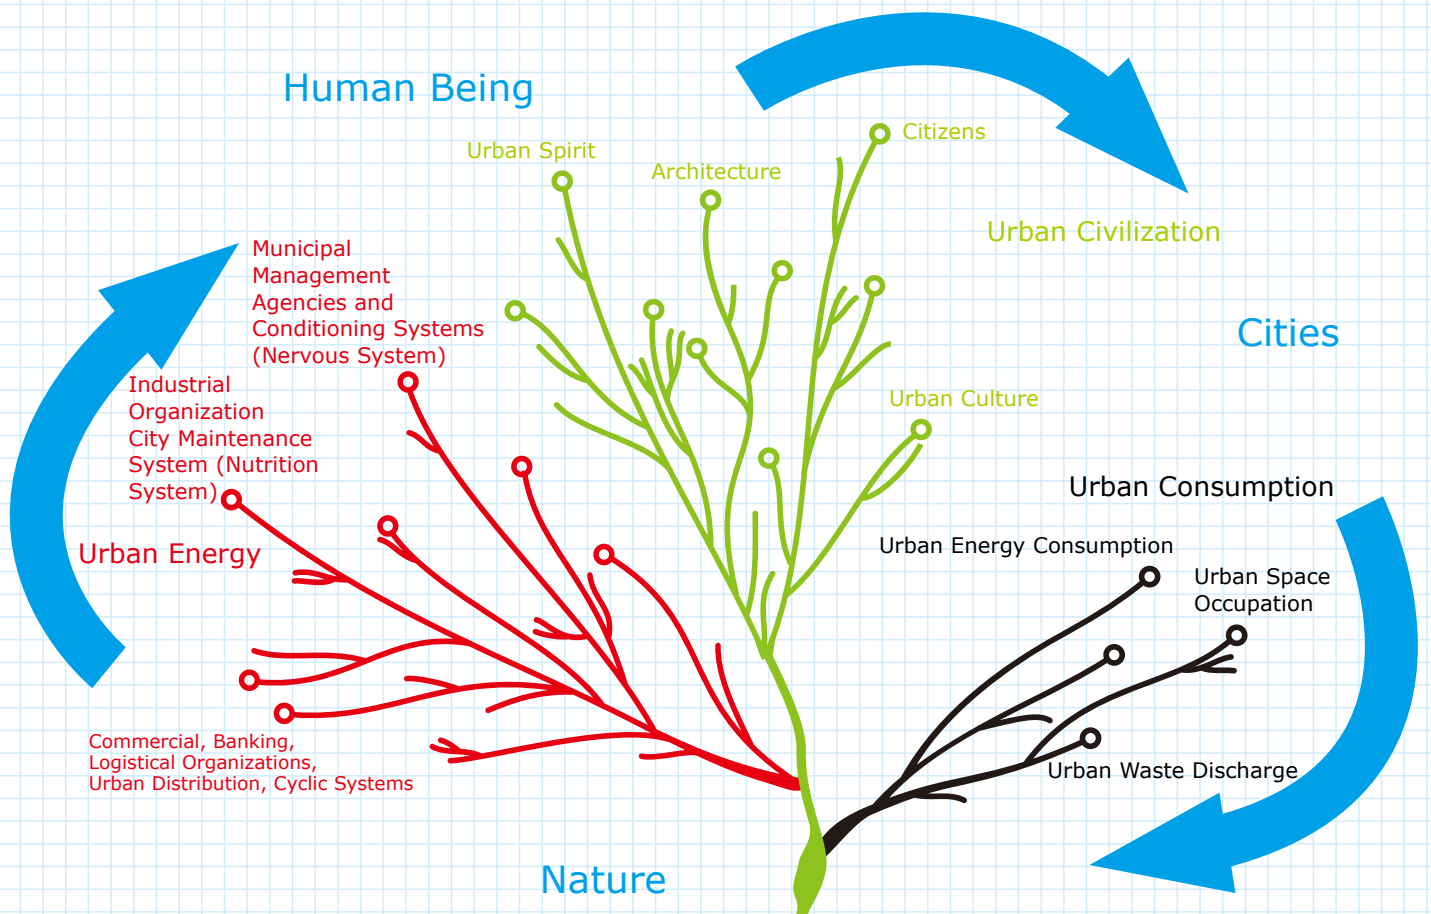 Human Being
Citizens
Urban Spirit
Architecture
Urban Civilization
Municipal
Management
Agencies and
Conditioning Systems
(Nervous System)
Cities
Industrial
Organization
City Maintenance
System (Nutrition
System)
Urban Culture
Urban Consumption
Urban Energy
Urban Energy Consumption
Urban Space
Occupation
Commercial, Banking,
Logistical Organizations,
Urban Distribution, Cyclic Systems
Urban Waste Discharge
Nature